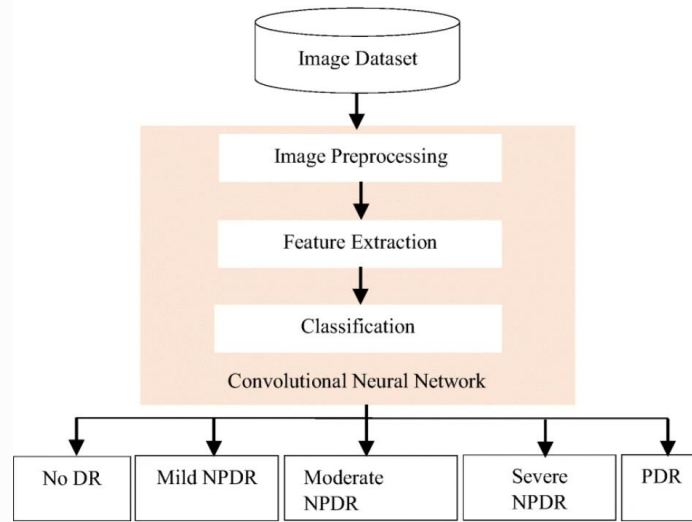 Image Dataset
Image Preprocessing
Feature Extraction
Classification
Convolutional Neural Network
No DR
Mild NPDR
Moderate
NPDR
Severe
NPDR
PDR